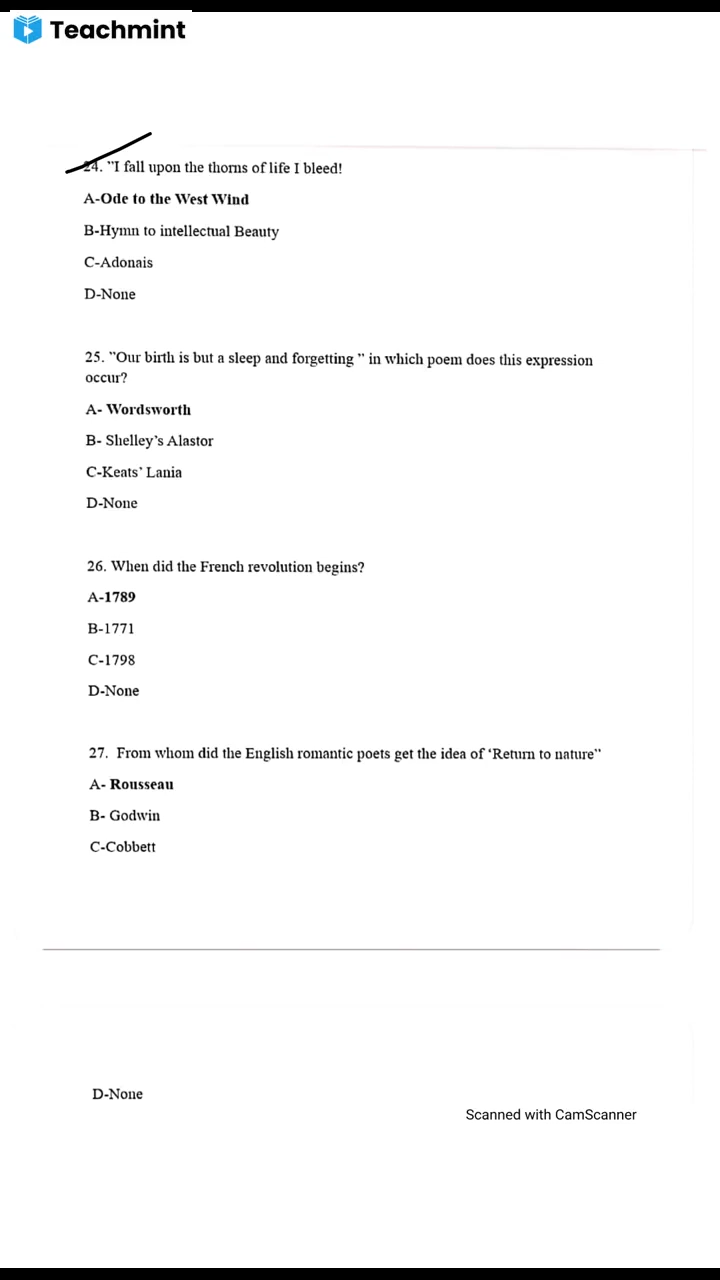 Teachmint
24. "I fall upon the thorns of life I bleed!
A-Ode to the West Wind
B-Hymn to intellectual Beauty
C-Adonais
D-None
25. "Our birth is but a sleep and forgetting " in which poem does this expression
occur?
A- Wordsworth
B- Shelley's Alastor
C-Keats' Lania
D-None
26. When did the French revolution begins?
A-1789
B-1771
C-1798
D-None
27. From whom did the English romantic poets get the idea of 'Return to nature"
A- Rousseau
B- Godwin
C-Cobbett
D-None
Scanned with CamScanner